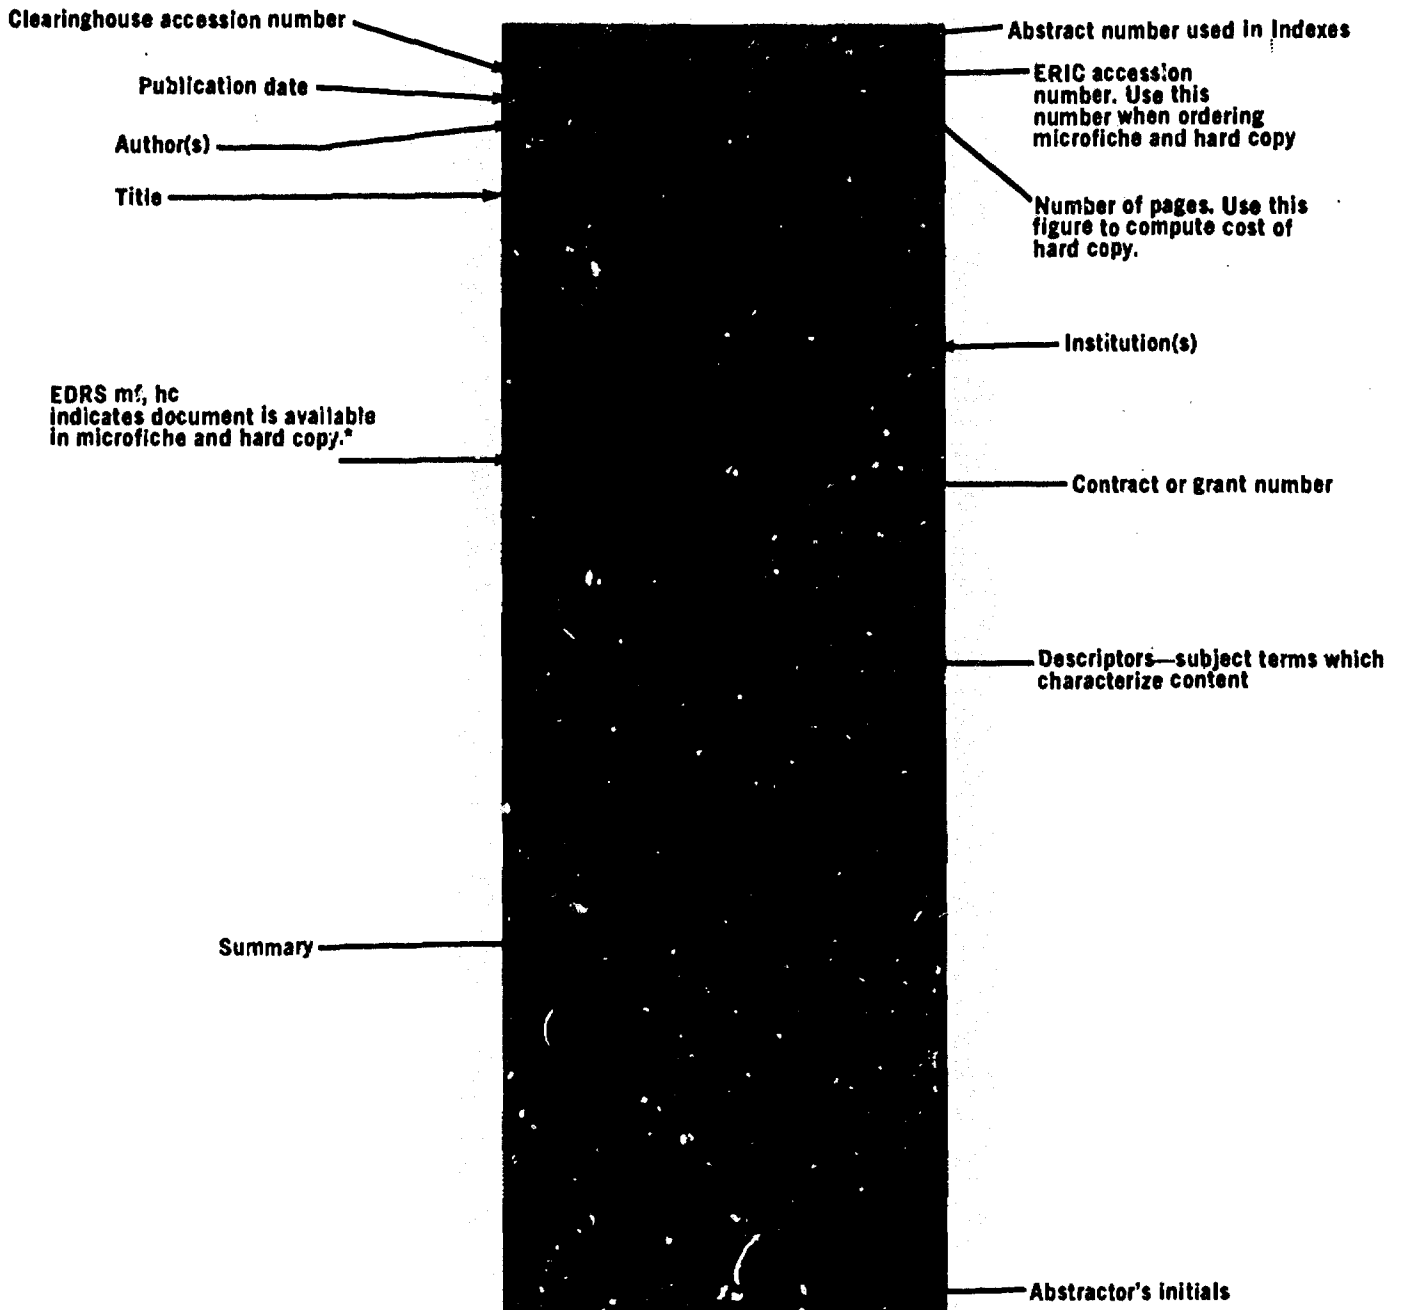 Clearinghouse accession number
Publication date
Author(s)
Title
EDRS mf, hc
indicates document is available
in microfiche and hard copy.*
Summary
Abstract number used in Indexes
ERIC accession
number. Use this
number when ordering
microfiche and hard copy
Number of pages. Use this
figure to compute cost of
hard copy.
Institution(s)
Contract or grant number
Descriptors—subject terms which
characterize content
Abstractor's initials